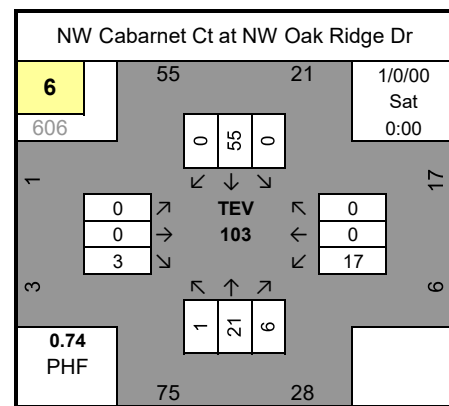 NW Cabarnet Ct at NW Oak Ridge Dr
6
606
55
21
1/0/00
Sat
0:00
0
55
0
↙ ↓ ↘
1
17
0 ↗ TEV ↖ 0
0 → 103 ← 0
3 ↘ ↙ 17
3
6
↖ ↑ ↗
1
21
6
0.74
PHF
75
28